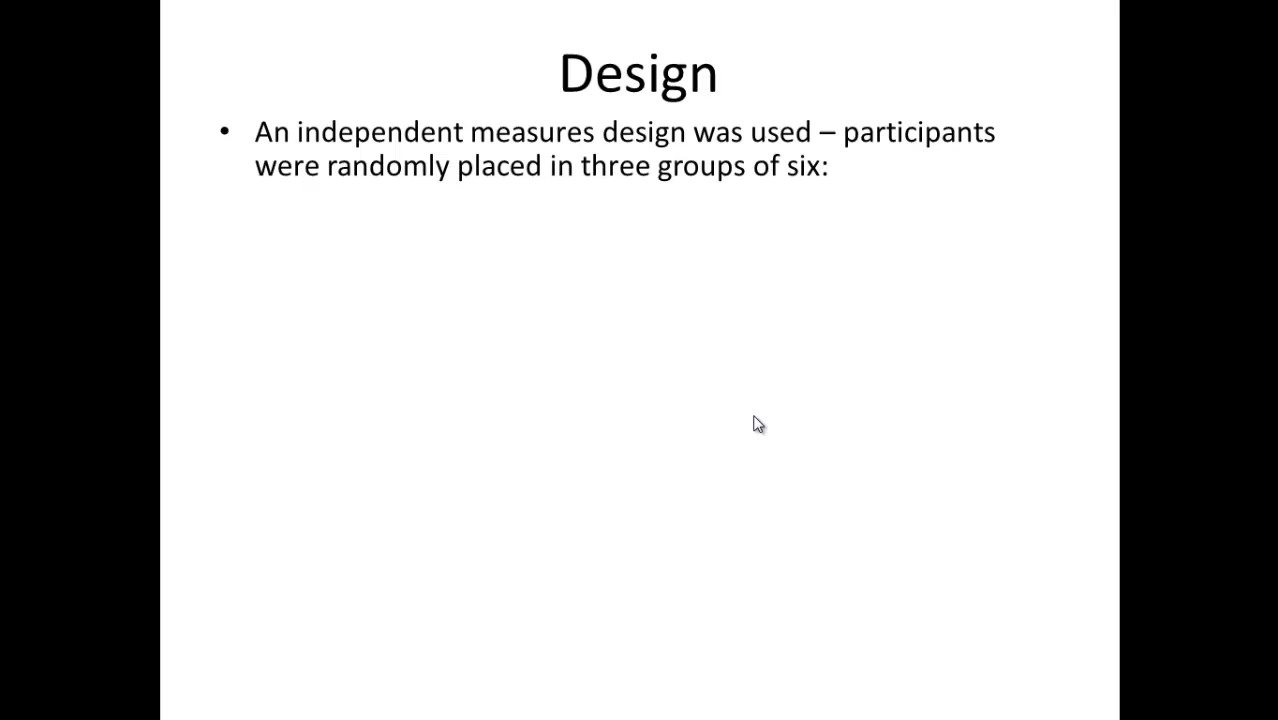 Design
• An independent measures design was used – participants
were randomly placed in three groups of six: